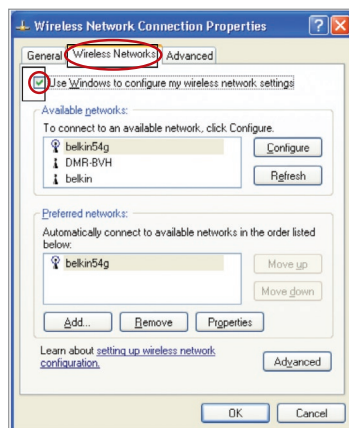 Wireless Network Connection Properties
General Wireless Networks Advanced
Use Windows to configure my wireless network settings
Available networks:
To connect to an available network, click Configure.
belkin54g
DMR-BVH
belkin
Configure
Refresh
Preferred networks:
Automatically connect to available networks in the order listed
below:
belkin54g
Move up
Move down
Add... Remove Properties
Learn about setting up wireless network
configuration.
Advanced
OK Cancel